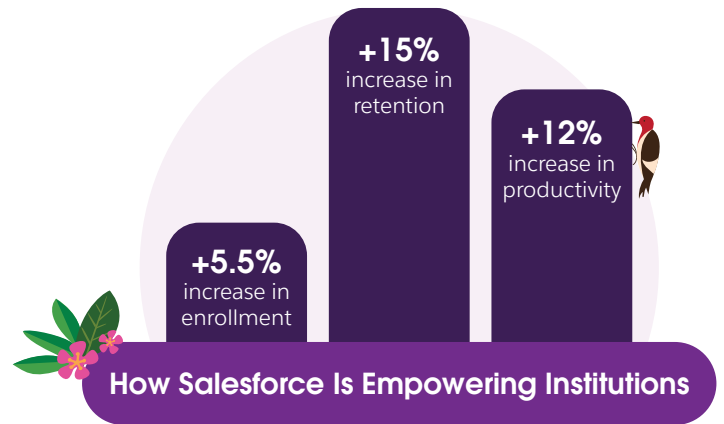 +5.5%
increase in
enrollment
+15%
increase in
retention
+12%
increase in
productivity
How Salesforce Is Empowering Institutions